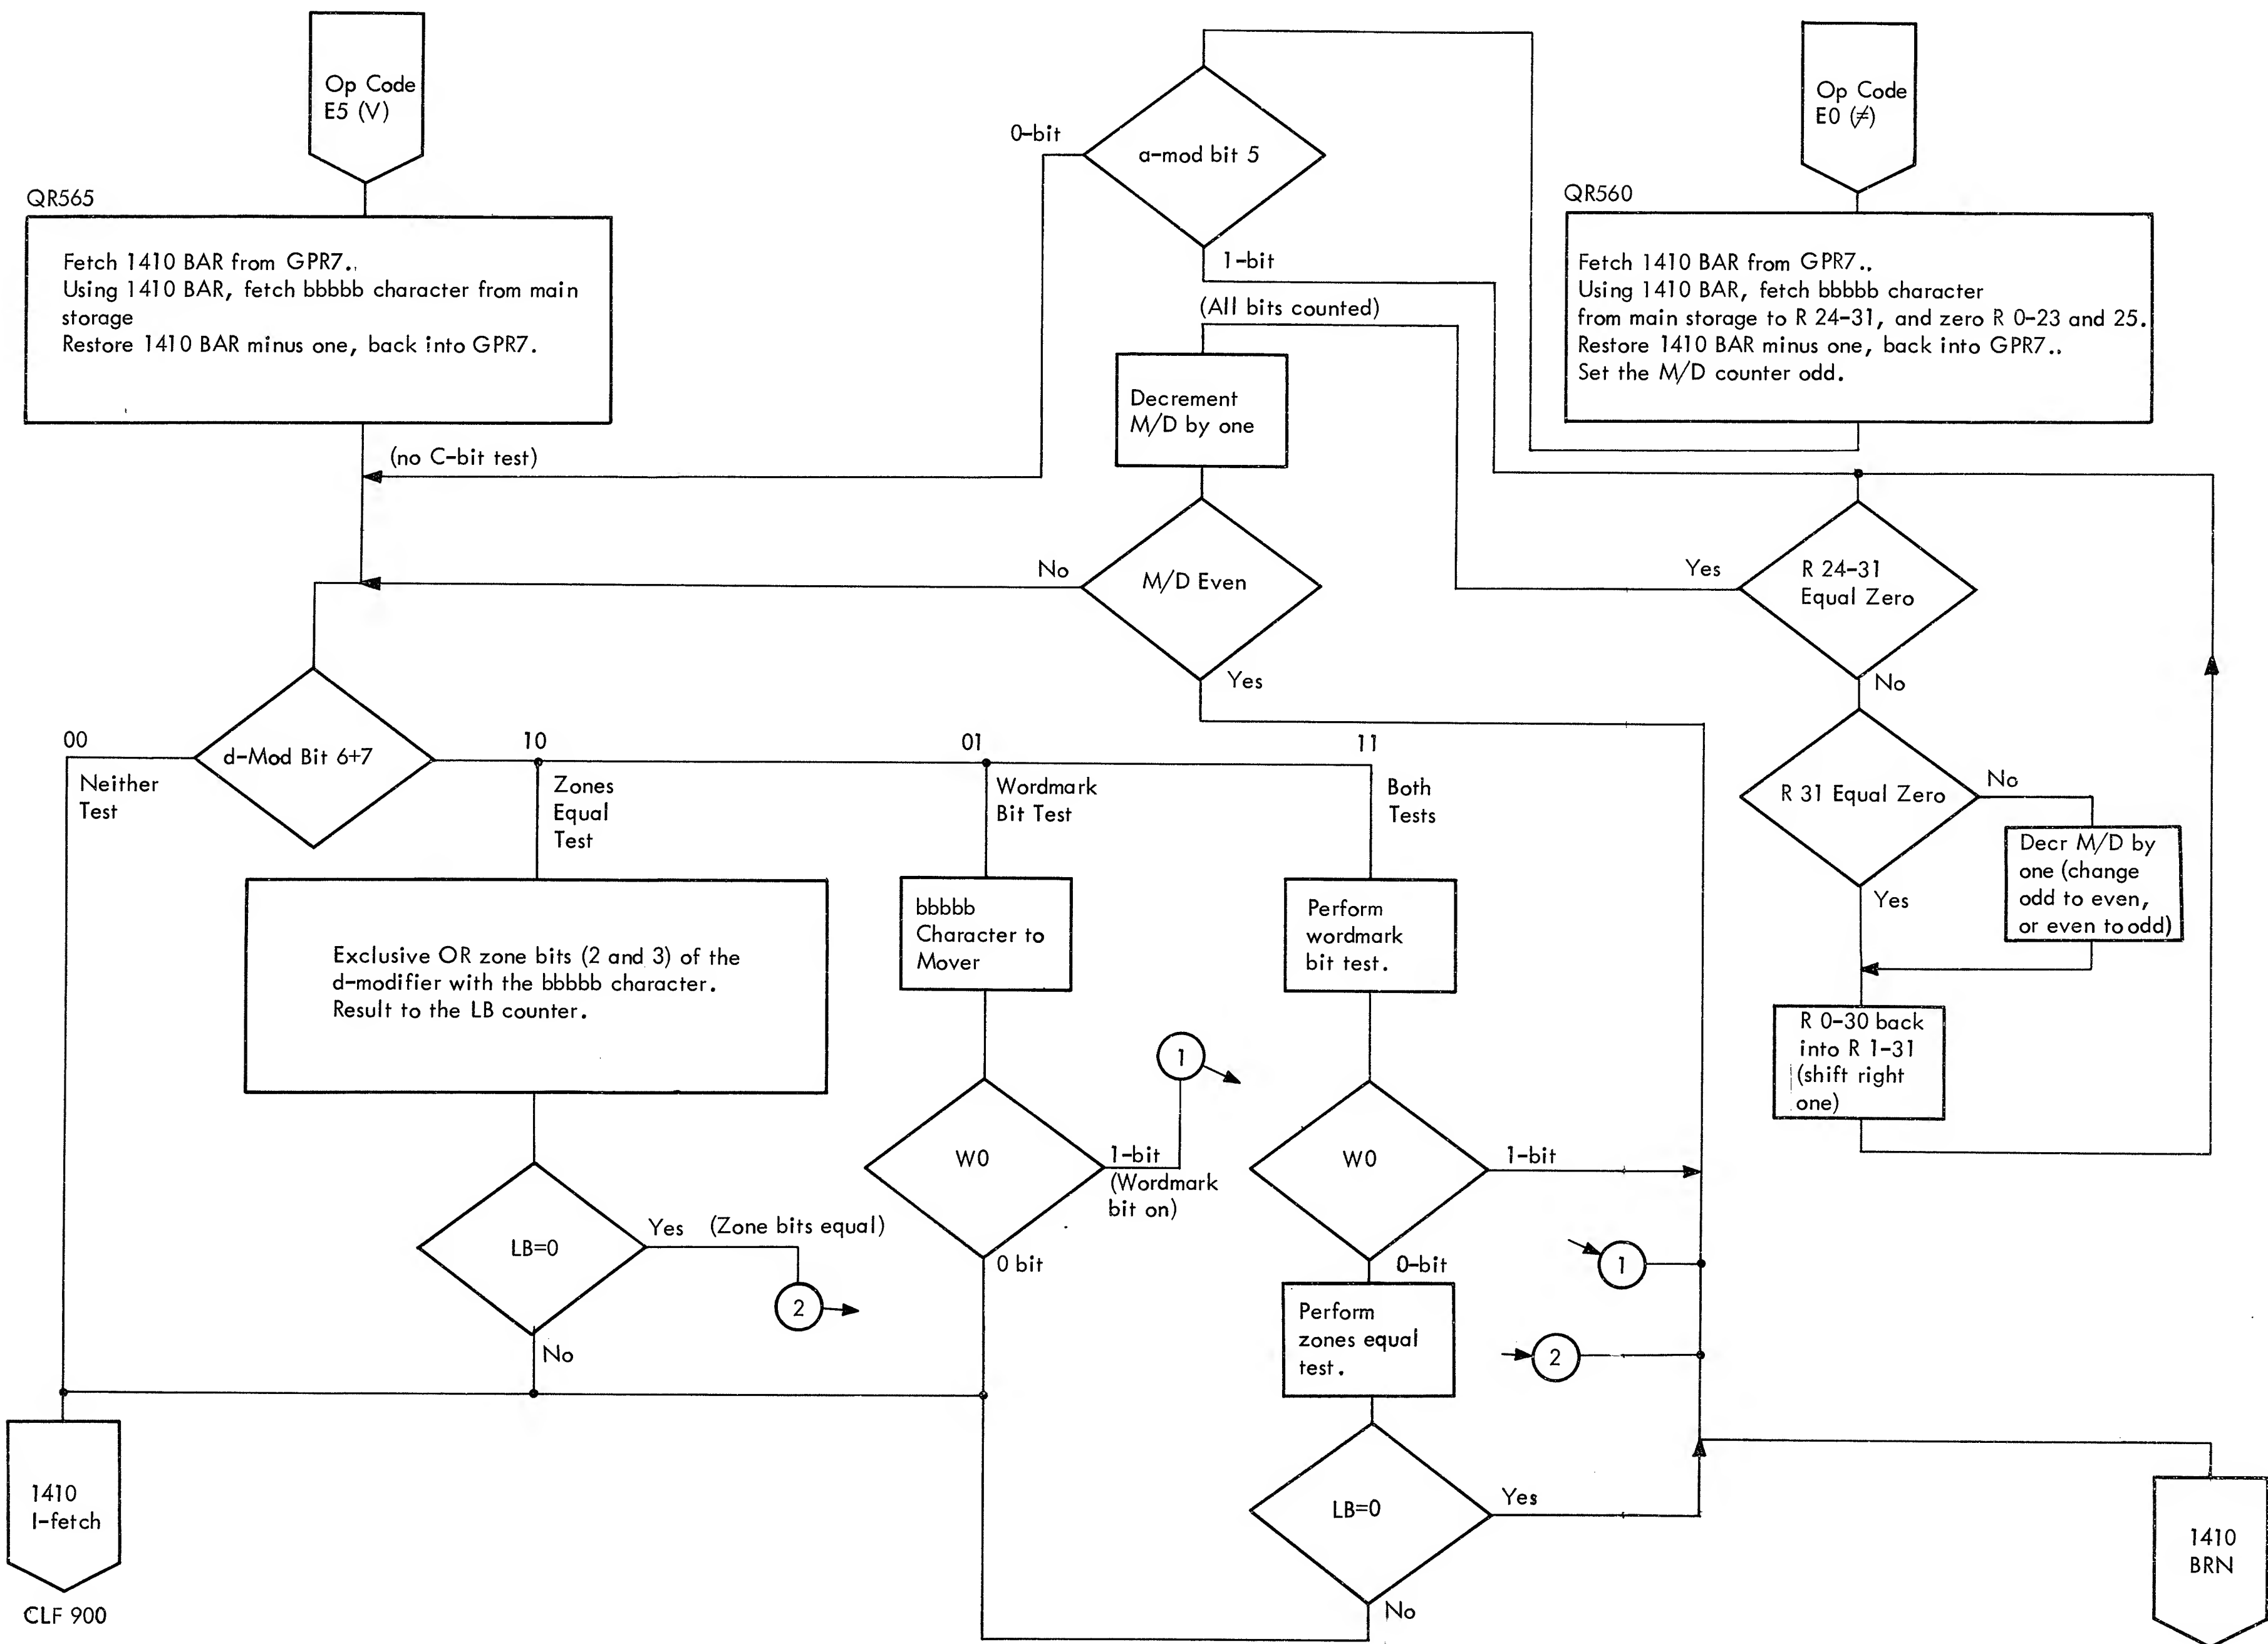 Op Code
E5 (V)
QR565
Fetch 1410 BAR from GPR7..
Using 1410 BAR, fetch bbbbb character from main
storage
Restore 1410 BAR minus one, back into GPR7.
(no C-bit test)
0-bit
a-mod bit 5
1-bit
(All bits counted)
Decrement
M/D by one
No
M/D Even
Yes
Op Code
E0 (≠)
QR560
Fetch 1410 BAR from GPR7..
Using 1410 BAR, fetch bbbbb character
from main storage to R 24-31, and zero R 0-23 and 25.
Restore 1410 BAR minus one, back into GPR7..
Set the M/D counter odd.
Yes
R 24-31
Equal Zero
No
R 31 Equal Zero
No
Yes
Decr M/D by
one (change
odd to even,
or even to odd)
R 0-30 back
into R 1-31
(shift right
one)
00
d-Mod Bit 6+7
10
01
11
Neither
Test
Zones
Equal
Test
Wordmark
Bit Test
Both
Tests
Exclusive OR zone bits (2 and 3) of the
d-modifier with the bbbbb character.
Result to the LB counter.
LB=0
Yes (Zone bits equal)
2
No
bbbbb
Character to
Mover
1
W0
1-bit
(Wordmark
bit on)
0 bit
Perform
wordmark
bit test.
W0
1-bit
0-bit
1
Perform
zones equal
test.
2
LB=0
Yes
No
1410
I-fetch
CLF 900
1410
BRN